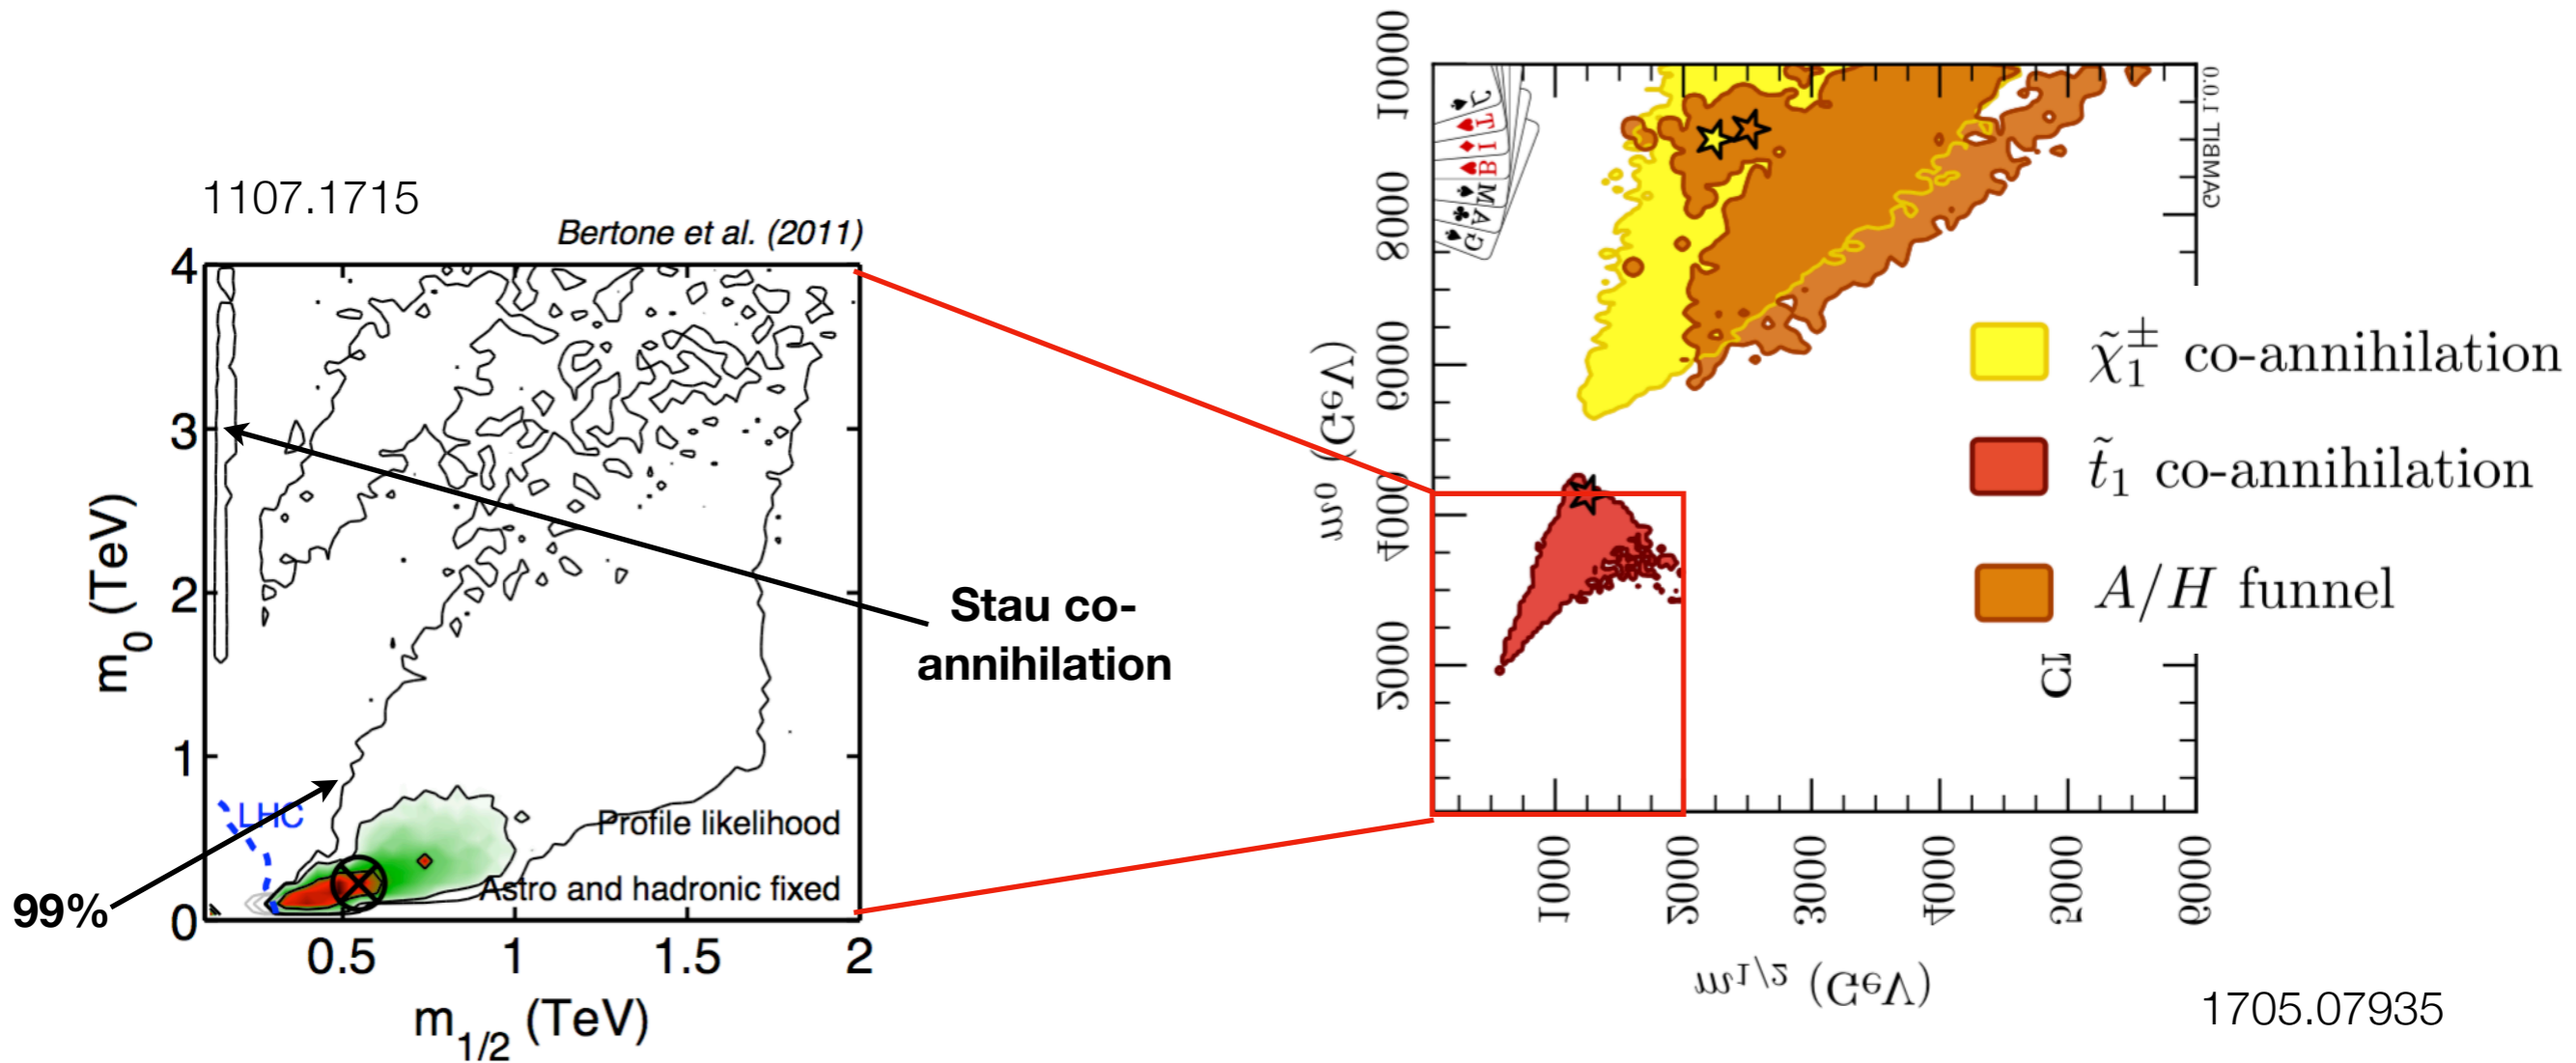 1107.1715
Bertone et al. (2011)
4
3
2
1
0
m0 (TeV)
0.5
1
1.5
2
m1/2 (TeV)
LHC
Profile likelihood
Astro and hadronic fixed
99%
Stau co-
annihilation
10000
8000
6000
4000
2000
m0 (GeV)
1000
2000
3000
4000
5000
6000
m1/2 (GeV)
G A M B I T J
GAMBIT 1.0.0
χ̃₁± co-annihilation
t̃₁ co-annihilation
A/H funnel
1705.07935